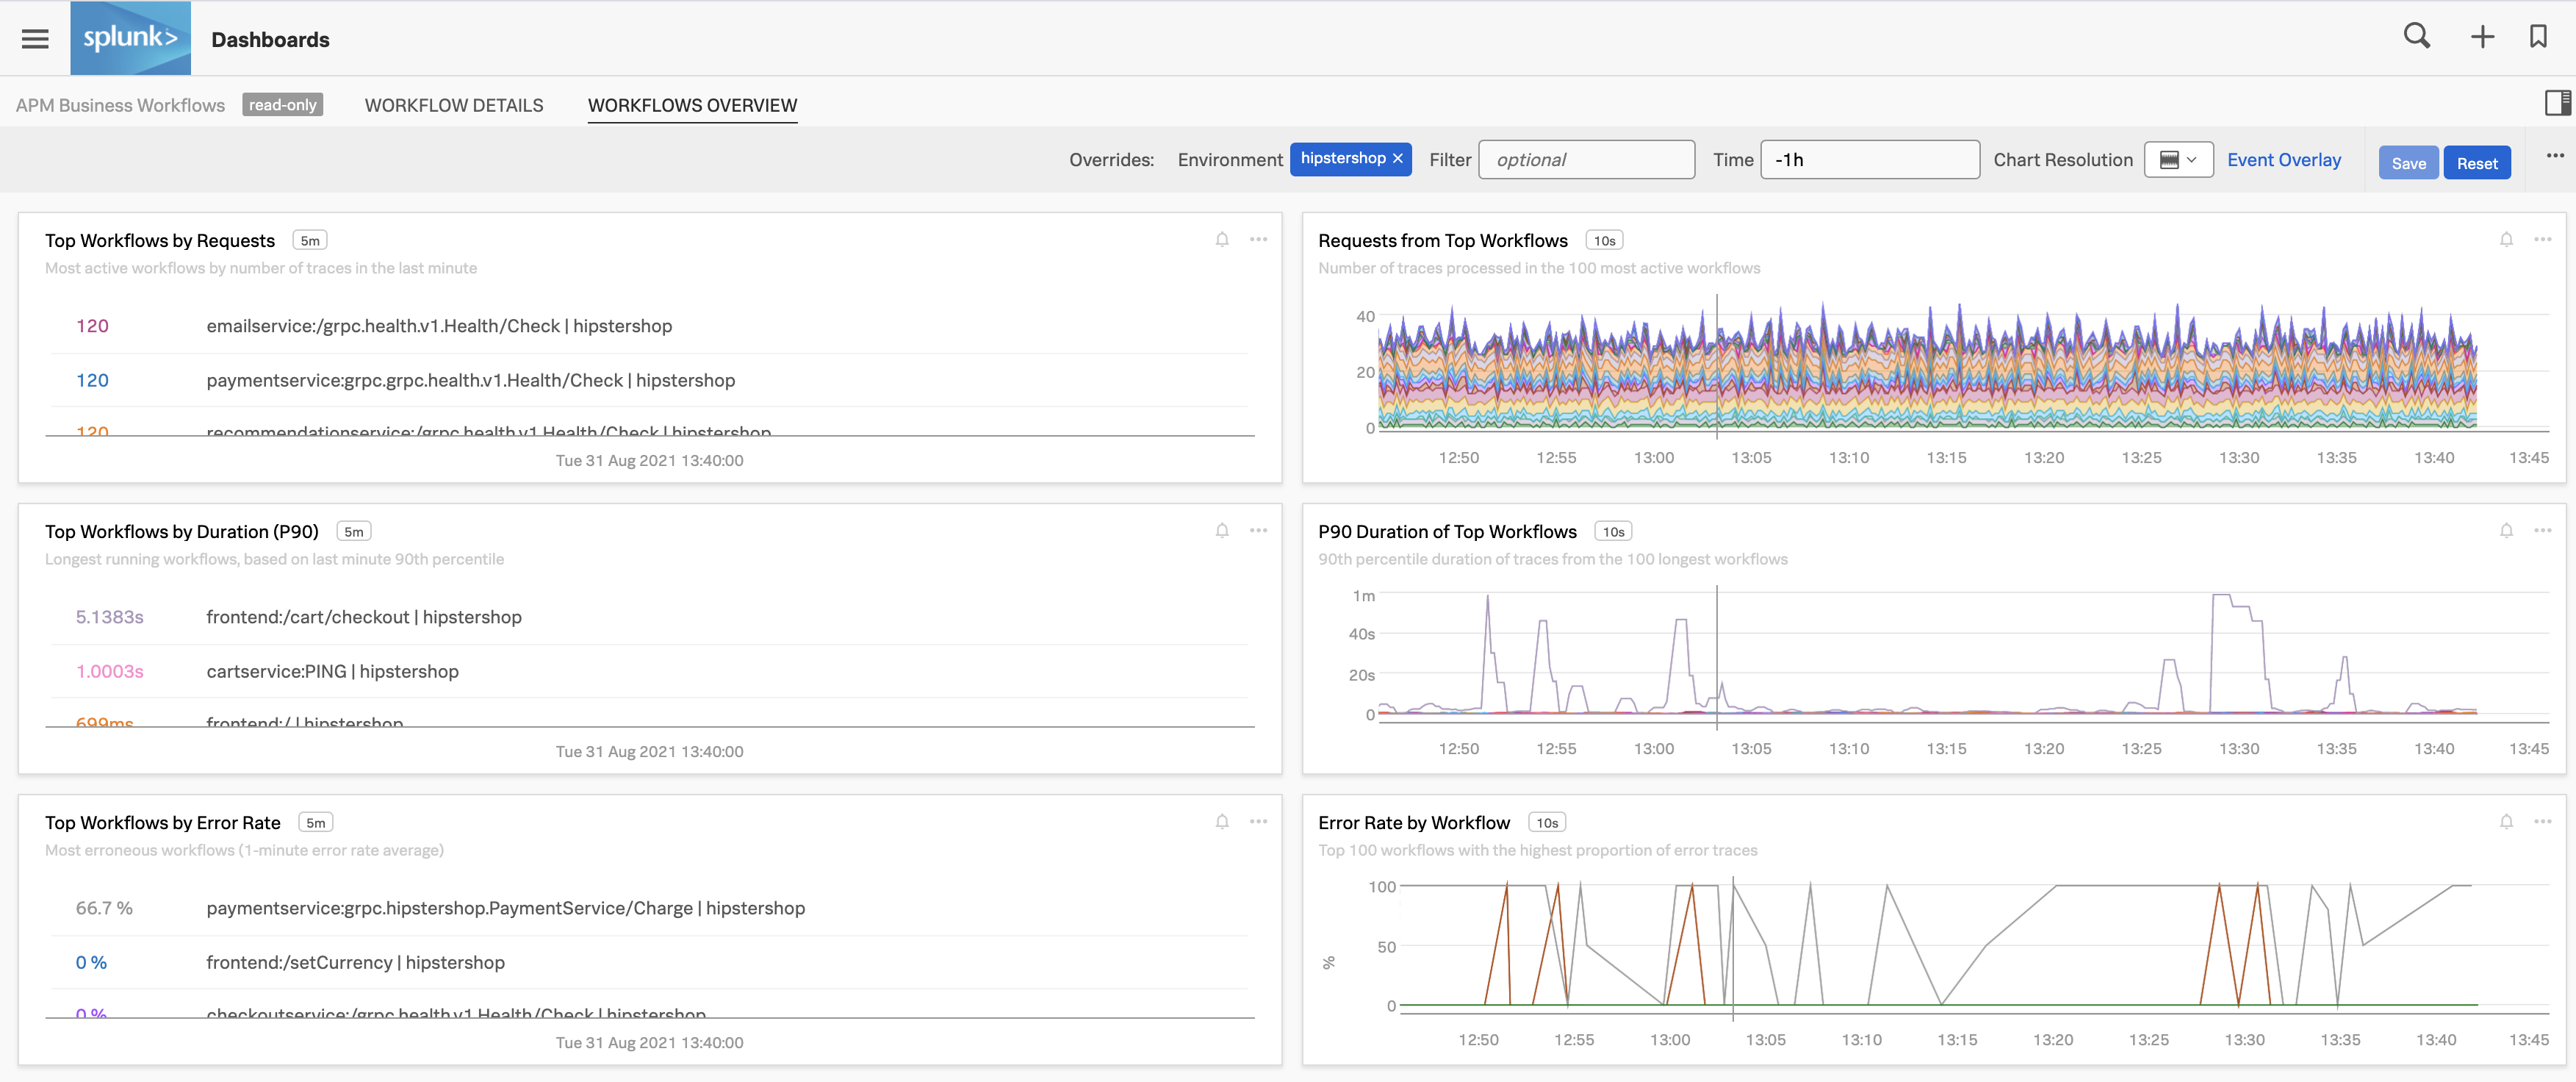 splunk>
Dashboards
APM Business Workflows read-only WORKFLOW DETAILS WORKFLOWS OVERVIEW
Overrides: Environment hipstershop × Filter optional Time -1h Chart Resolution Event Overlay Save Reset
Top Workflows by Requests 5m
Most active workflows by number of traces in the last minute
120 emailservice:/grpc.health.v1.Health/Check | hipstershop
120 paymentservice:grpc.grpc.health.v1.Health/Check | hipstershop
120 recommendationservice:/grpc.health.v1.Health/Check | hipstershop
Tue 31 Aug 2021 13:40:00
Requests from Top Workflows 10s
Number of traces processed in the 100 most active workflows
40
20
0
12:50 12:55 13:00 13:05 13:10 13:15 13:20 13:25 13:30 13:35 13:40 13:45
Top Workflows by Duration (P90) 5m
Longest running workflows, based on last minute 90th percentile
5.1383s frontend:/cart/checkout | hipstershop
1.0003s cartservice:PING | hipstershop
699ms frontend:/ | hipstershop
Tue 31 Aug 2021 13:40:00
P90 Duration of Top Workflows 10s
90th percentile duration of traces from the 100 longest workflows
1m
40s
20s
0
12:50 12:55 13:00 13:05 13:10 13:15 13:20 13:25 13:30 13:35 13:40 13:45
Top Workflows by Error Rate 5m
Most erroneous workflows (1-minute error rate average)
66.7 % paymentservice:grpc.hipstershop.PaymentService/Charge | hipstershop
0 % frontend:/setCurrency | hipstershop
0 % checkoutservice:/grpc.health.v1.Health/Check | hipstershop
Tue 31 Aug 2021 13:40:00
Error Rate by Workflow 10s
Top 100 workflows with the highest proportion of error traces
100
50
%
0
12:50 12:55 13:00 13:05 13:10 13:15 13:20 13:25 13:30 13:35 13:40 13:45